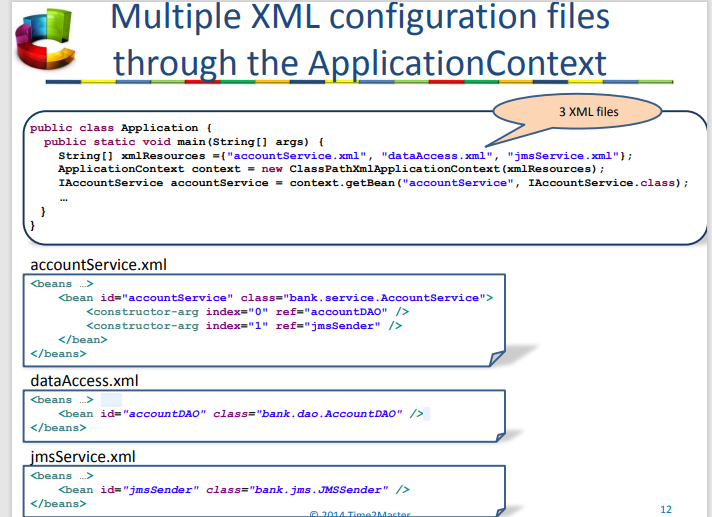 Multiple XML configuration files
through the ApplicationContext
3 XML files
public class Application {
public static void main(String[] args) {
String[] xmlResources ={"accountService.xml", "dataAccess.xml", "jmsService.xml"};
ApplicationContext context = new ClassPathXmlApplicationContext(xmlResources);
IAccountService accountService = context.getBean("accountService", IAccountService.class);
…
}
}
accountService.xml
<beans …>
<bean id="accountService" class="bank.service.AccountService">
<constructor-arg index="0" ref="accountDAO" />
<constructor-arg index="1" ref="jmsSender" />
</bean>
</beans>
dataAccess.xml
<beans …>
<bean id="accountDAO" class="bank.dao.AccountDAO" />
</beans>
jmsService.xml
<beans …>
<bean id="jmsSender" class="bank.jms.JMSSender" />
</beans>
© 2014 Time2Master
12